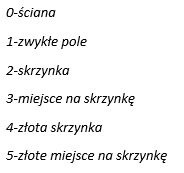 0-ściana
1-zwykłe pole
2-skrzynka
3-miejsce na skrzynkę
4-złota skrzynka
5-złote miejsce na skrzynkę